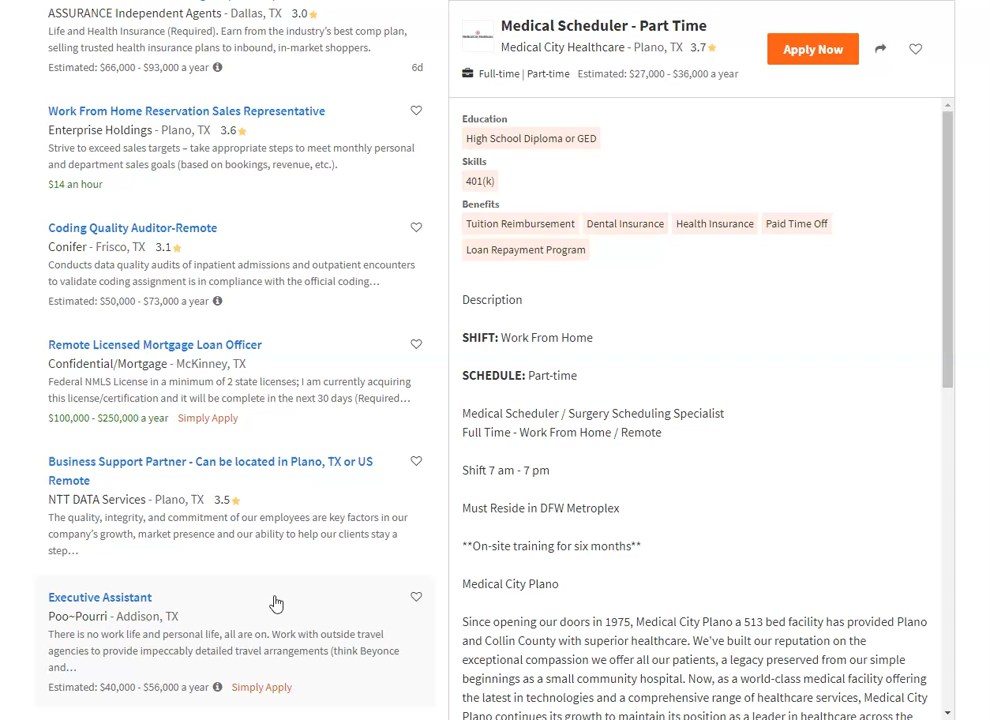 ASSURANCE Independent Agents - Dallas, TX 3.0
Life and Health Insurance (Required). Earn from the industry's best comp plan,
selling trusted health insurance plans to inbound, in-market shoppers.
Estimated: $66,000 - $93,000 a year
6d
Work From Home Reservation Sales Representative
Enterprise Holdings - Plano, TX 3.6
Strive to exceed sales targets – take appropriate steps to meet monthly personal
and department sales goals (based on bookings, revenue, etc.).
$14 an hour
Coding Quality Auditor-Remote
Conifer - Frisco, TX 3.1
Conducts data quality audits of inpatient admissions and outpatient encounters
to validate coding assignment is in compliance with the official coding…
Estimated: $50,000 - $73,000 a year
Remote Licensed Mortgage Loan Officer
Confidential/Mortgage - McKinney, TX
Federal NMLS License in a minimum of 2 state licenses; I am currently acquiring
this license/certification and it will be complete in the next 30 days (Required…
$100,000 - $250,000 a year Simply Apply
Business Support Partner - Can be located in Plano, TX or US
Remote
NTT DATA Services - Plano, TX 3.5
The quality, integrity, and commitment of our employees are key factors in our
company's growth, market presence and our ability to help our clients stay a
step…
Executive Assistant
Poo~Pourri - Addison, TX
There is no work life and personal life, all are on. Work with outside travel
agencies to provide impeccably detailed travel arrangements (think Beyonce
and…
Estimated: $40,000 - $56,000 a year Simply Apply
Medical Scheduler - Part Time
Medical City Healthcare - Plano, TX 3.7
Apply Now
Full-time | Part-time Estimated: $27,000 - $36,000 a year
Education
High School Diploma or GED
Skills
401(k)
Benefits
Tuition Reimbursement Dental Insurance Health Insurance Paid Time Off
Loan Repayment Program
Description
SHIFT: Work From Home
SCHEDULE: Part-time
Medical Scheduler / Surgery Scheduling Specialist
Full Time - Work From Home / Remote
Shift 7 am - 7 pm
Must Reside in DFW Metroplex
**On-site training for six months**
Medical City Plano
Since opening our doors in 1975, Medical City Plano a 513 bed facility has provided Plano
and Collin County with superior healthcare. We've built our reputation on the
exceptional compassion we offer all our patients, a legacy preserved from our simple
beginnings as a small community hospital. Now, as a world-class medical facility offering
the latest in technologies and a comprehensive range of healthcare services, Medical City
Plano continues its growth to maintain its position as a leader in healthcare across the